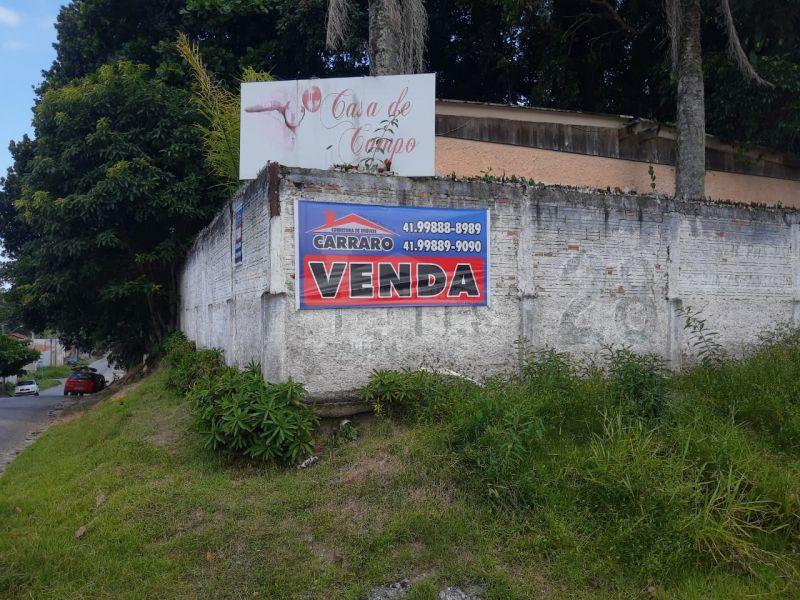 Casa de
Campo
CORRETORA DE IMÓVEIS
CARRARO
41.99888-8989
41.99889-9090
VENDA